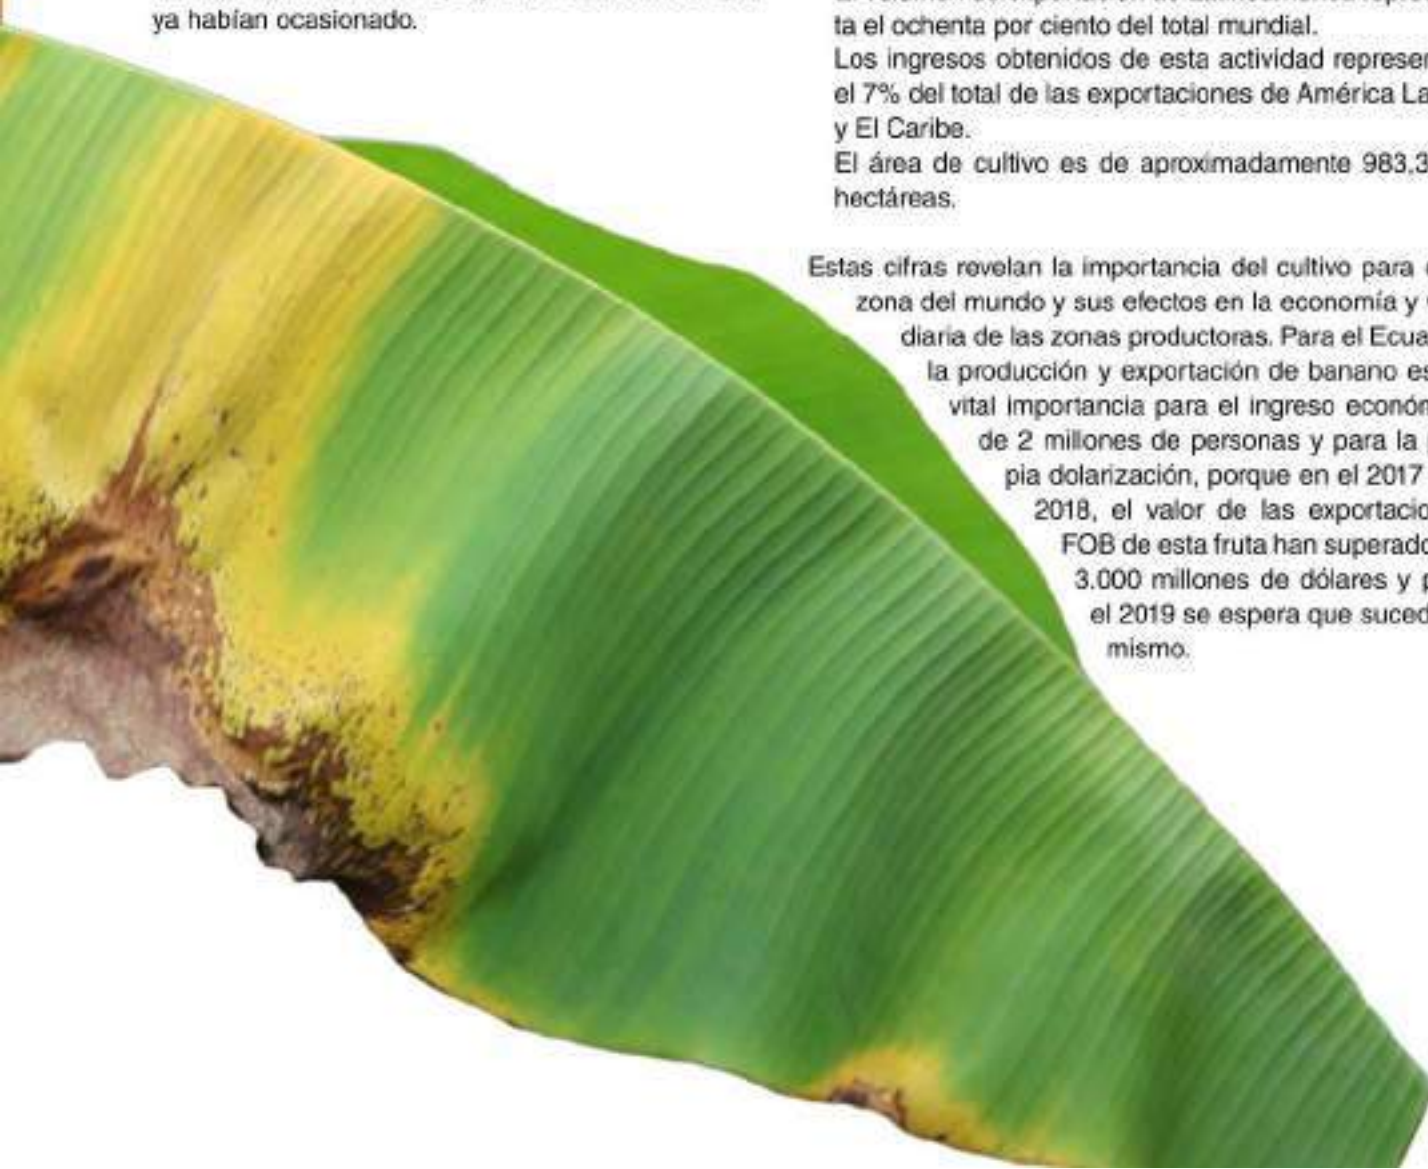 ya habían ocasionado.
ta el ochenta por ciento del total mundial.
Los ingresos obtenidos de esta actividad represen
el 7% del total de las exportaciones de América La
y El Caribe.
El área de cultivo es de aproximadamente 983,3
hectáreas.
Estas cifras revelan la importancia del cultivo para
zona del mundo y sus efectos en la economía y
diaria de las zonas productoras. Para el Ecua
la producción y exportación de banano es
vital importancia para el ingreso econó
de 2 millones de personas y para la
pia dolarización, porque en el 2017
2018, el valor de las exportacio
FOB de esta fruta han superado
3.000 millones de dólares y p
el 2019 se espera que suced
mismo.